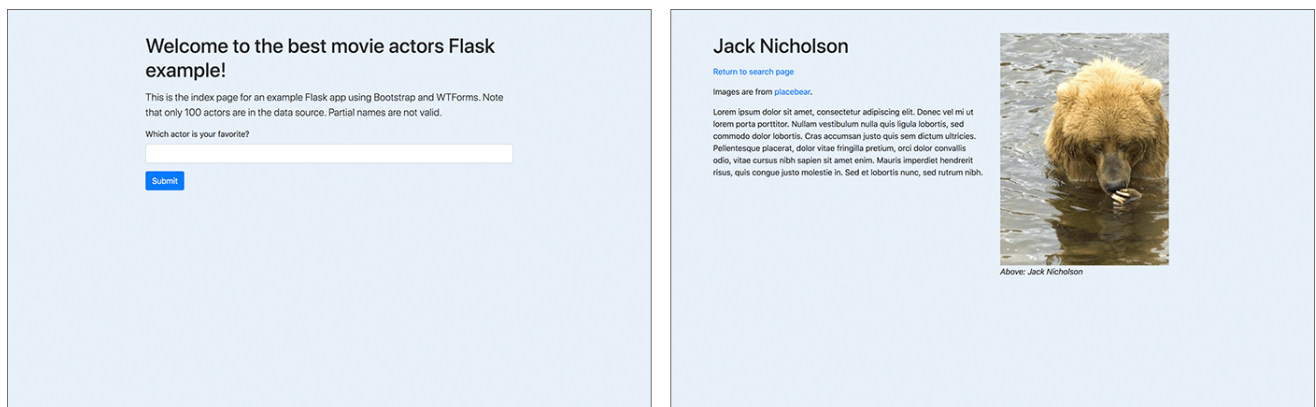 Welcome to the best movie actors Flask
example!
This is the index page for an example Flask app using Bootstrap and WTForms. Note
that only 100 actors are in the data source. Partial names are not valid.
Which actor is your favorite?
Submit
Jack Nicholson
Return to search page
Images are from placebear.
Lorem ipsum dolor sit amet, consectetur adipiscing elit. Donec vel mi ut
lorem porta porttitor. Nullam vestibulum nulla quis ligula lobortis, sed
commodo dolor lobortis. Cras accumsan justo quis sem dictum ultricies.
Pellentesque placerat, dolor vitae fringilla pretium, orci dolor convallis
odio, vitae cursus nibh sapien sit amet enim. Mauris imperdiet hendrerit
risus, quis congue justo molestie in. Sed et lobortis nunc, sed rutrum nibh.
Above: Jack Nicholson